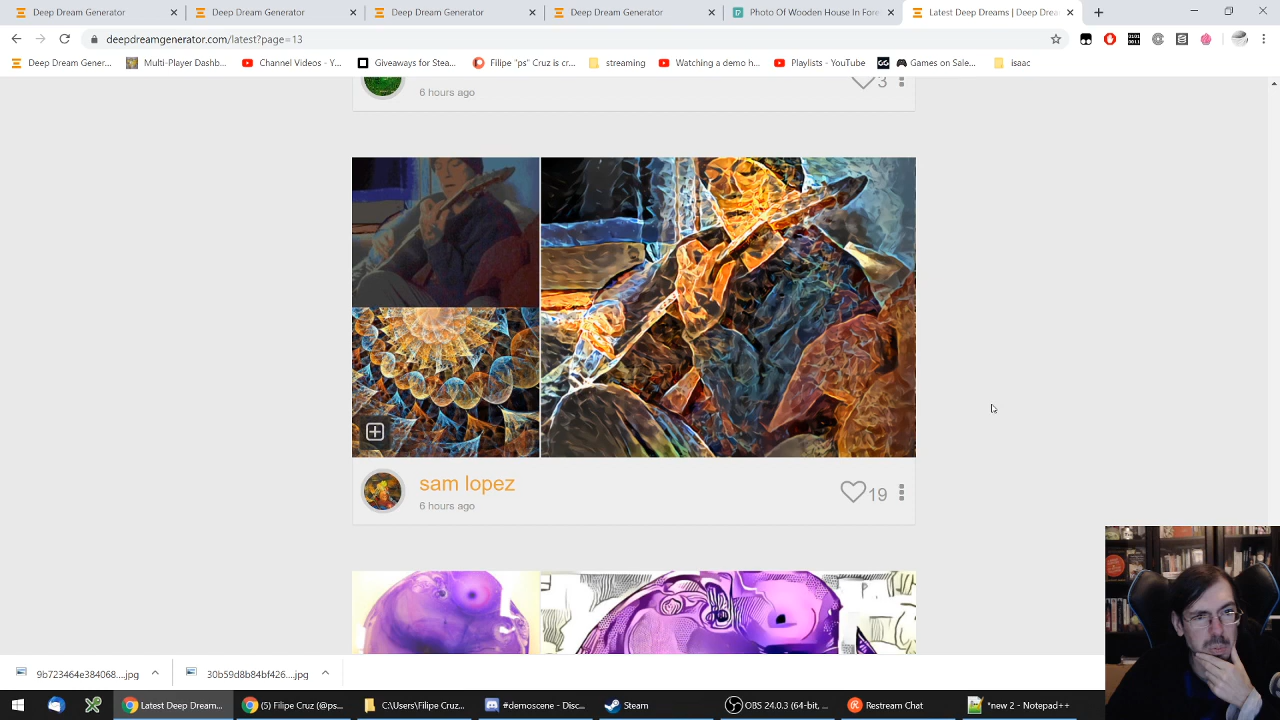 Deep Dream Generator
Deep Dream Generator
Deep Dream Generator
Deep Dream Generator
Photo Of Wooden House In Fore
Latest Deep Dreams | Deep Drea
deepdreamgenerator.com/latest?page=13
Deep Dream Gener...
Multi-Player Dashb...
Channel Videos - Y...
Giveaways for Stea...
Filipe "ps" Cruz is cr...
streaming
Watching a demo h...
Playlists - YouTube
GG
Games on Sale...
isaac
6 hours ago
3
sam lopez
6 hours ago
19
9b723464e384068....jpg
30b59d8b84bf426....jpg
Latest Deep Dream...
(5) Filipe Cruz (@ps...
C:\Users\Filipe Cruz...
#demoscene - Disc...
Steam
OBS 24.0.3 (64-bit, ...
Restream Chat
*new 2 - Notepad++